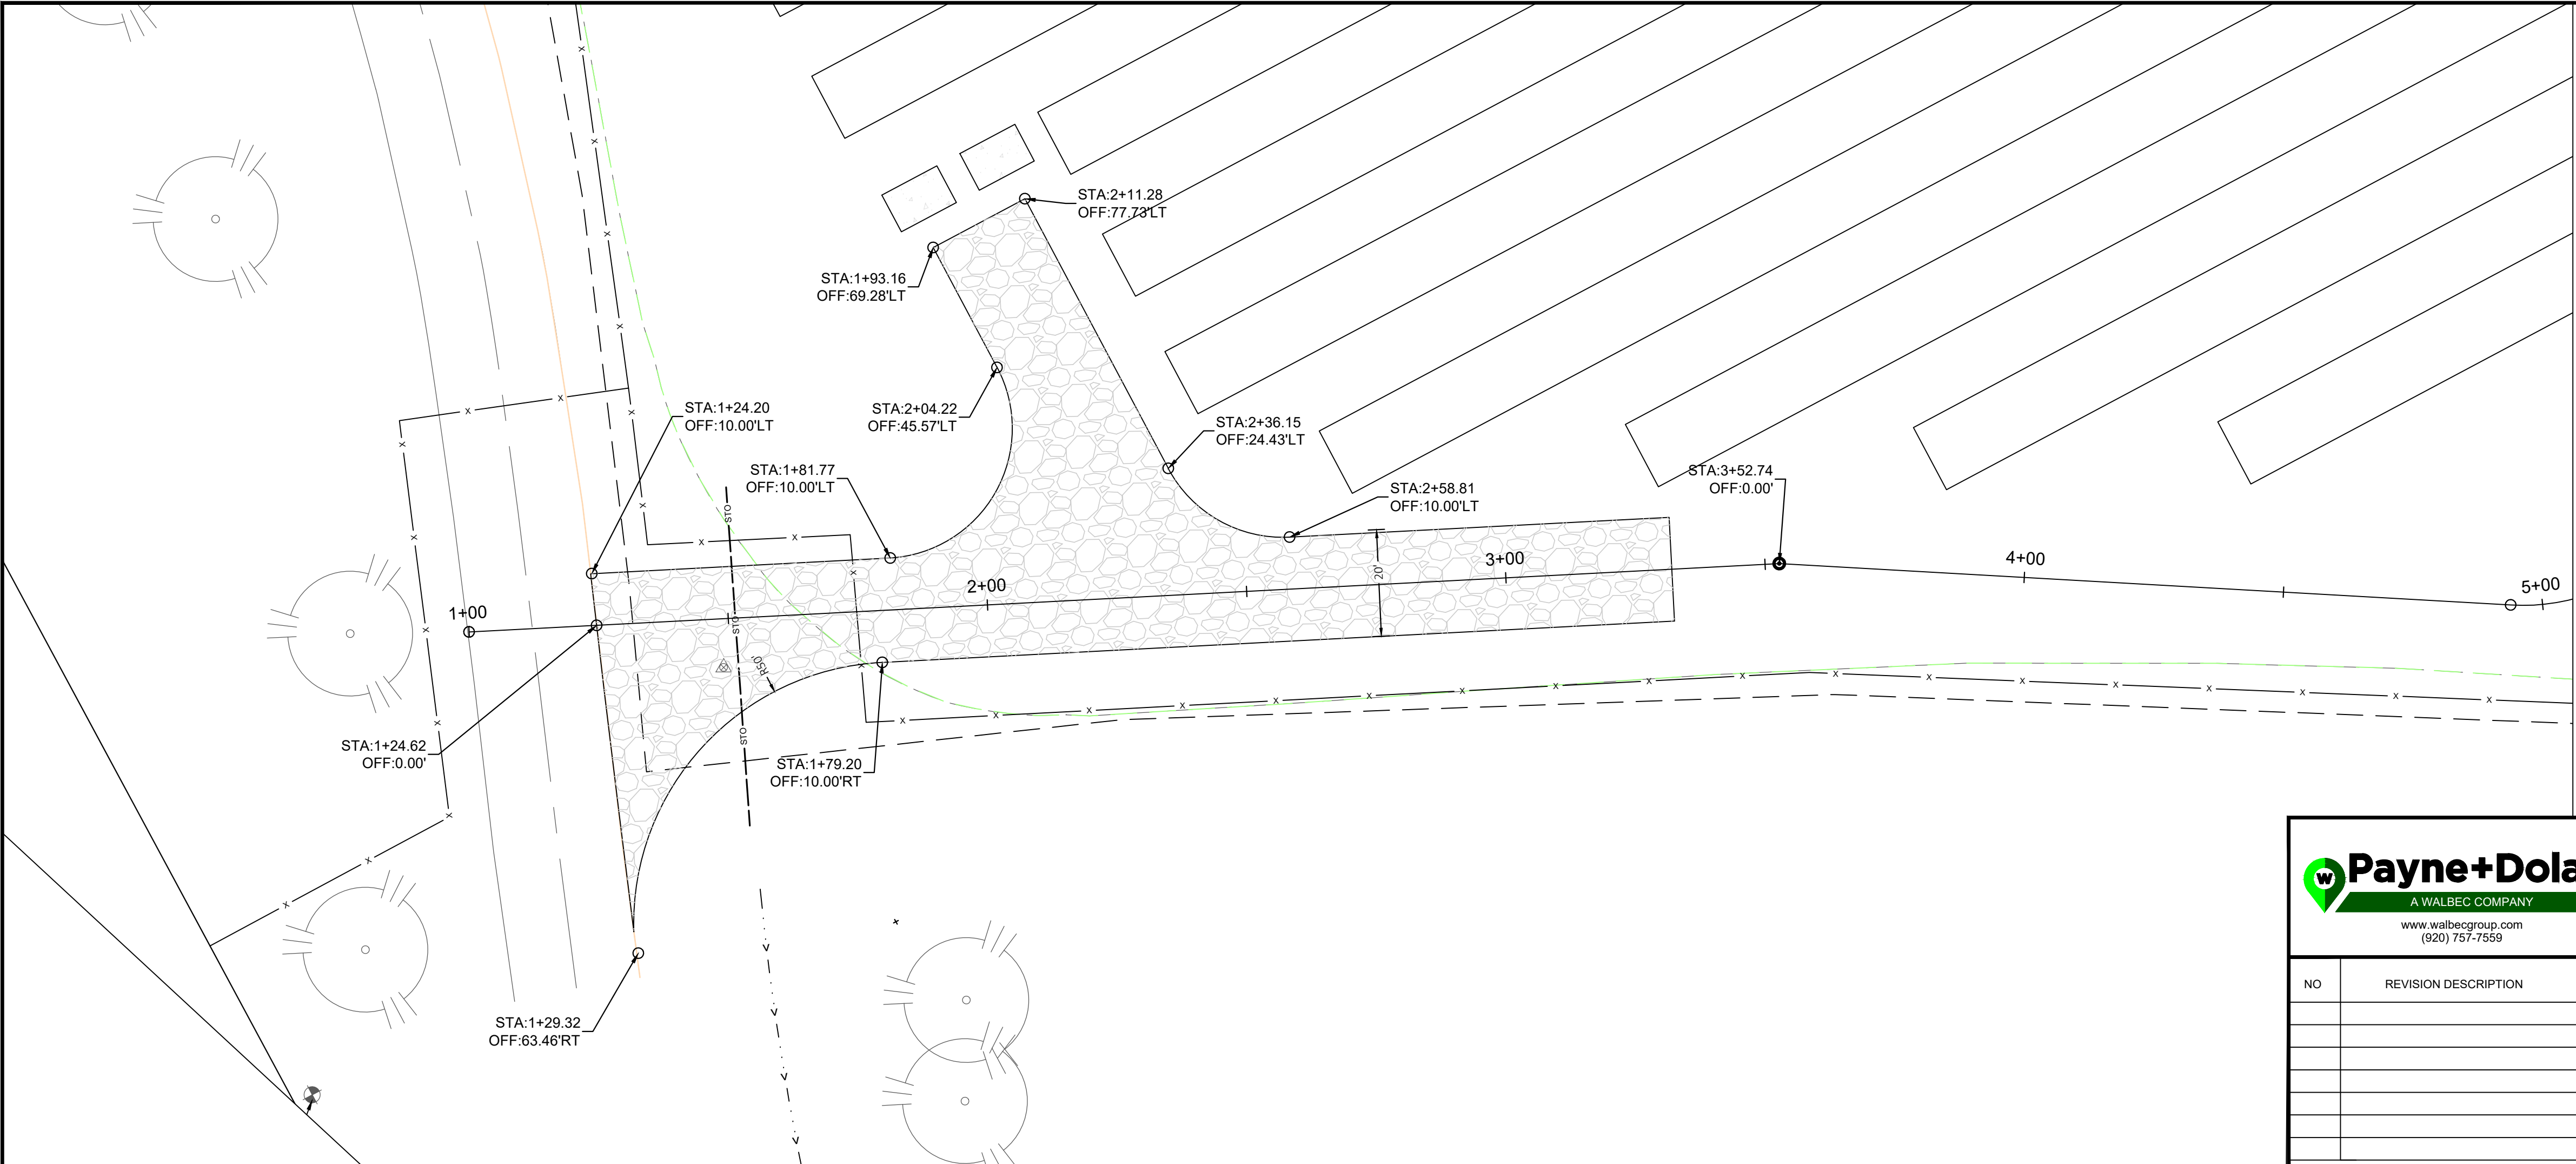 STA:2+11.28
OFF:77.73'LT
STA:1+93.16
OFF:69.28'LT
STA:1+24.20
OFF:10.00'LT
STA:2+04.22
OFF:45.57'LT
STA:2+36.15
OFF:24.43'LT
STA:1+81.77
OFF:10.00'LT
STA:3+52.74
OFF:0.00'
STA:2+58.81
OFF:10.00'LT
STO
20'
1+00
2+00
3+00
4+00
5+00
STO
R50'
STO
STA:1+24.62
OFF:0.00'
STA:1+79.20
OFF:10.00'RT
STA:1+29.32
OFF:63.46'RT
W
Payne+Dola
A WALBEC COMPANY
www.walbecgroup.com
(920) 757-7559
NO REVISION DESCRIPTION